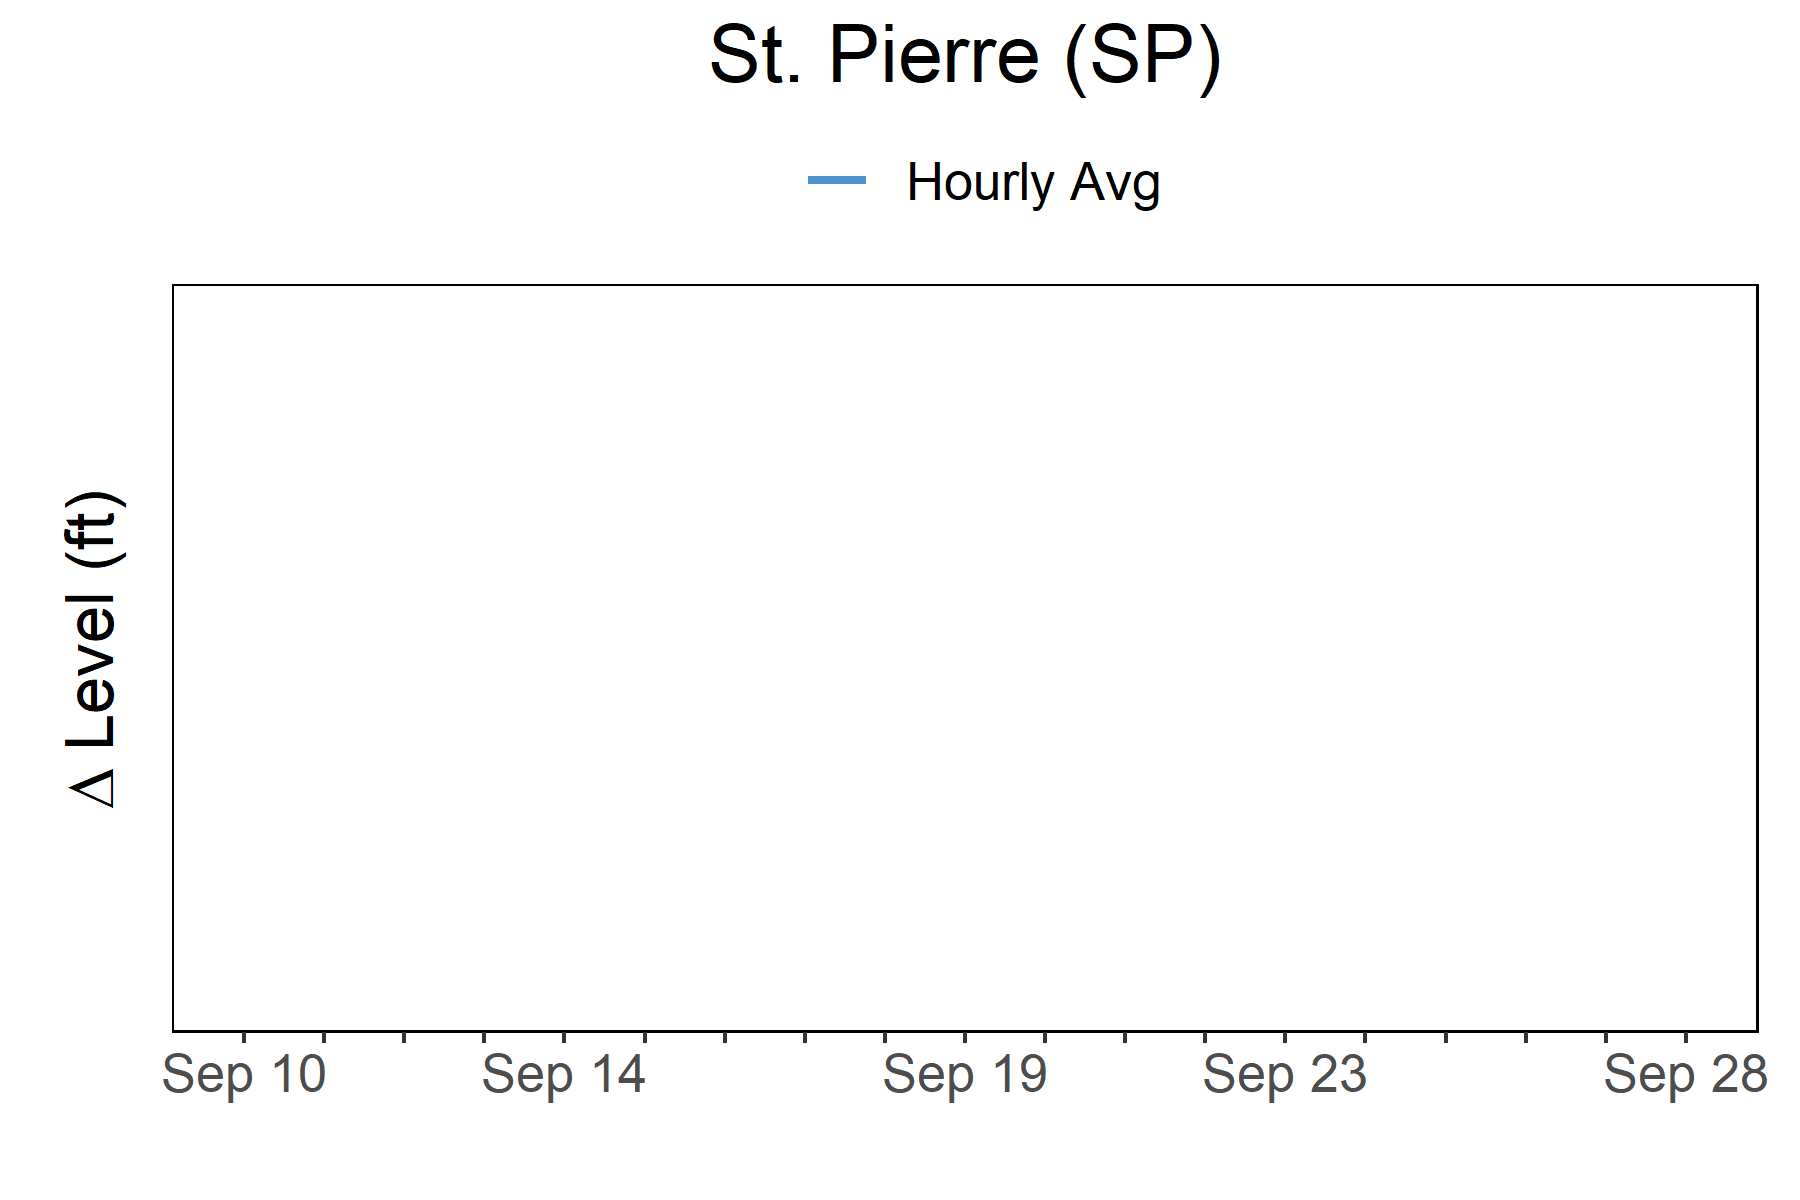 St. Pierre (SP)
Hourly Avg
Δ Level (ft)
Sep 10 Sep 14 Sep 19 Sep 23 Sep 28